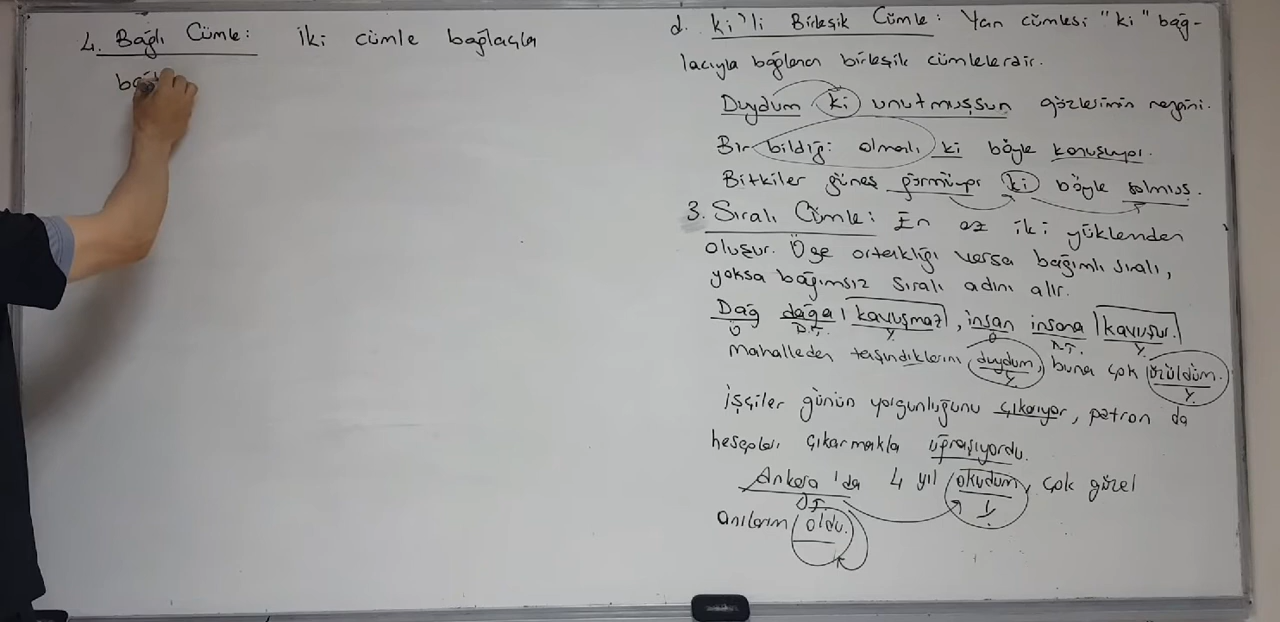 4. Bağlı Cümle: İki cümle bağlaçla
bağl
d. ki'li Birleşik Cümle: Yan cümlesi "ki" bağ-
lacıyla bağlanan birleşik cümlelerdir.
Duydum ki unutmuşsun gözlerimin rengini.
Bir bildiği olmalı ki böyle konuşuyor.
Bitkiler güneş görmüyor ki böyle solmuş.
3. Sıralı Cümle: En az iki yüklemden
oluşur. Öge ortaklığı varsa bağımlı sıralı,
yoksa bağımsız sıralı adını alır.
Dağ dağa kavuşmaz, insan insana kavuşur.
Ö D.T. Y. Ö D.T. Y.
Mahalleden taşındıklarını duydum, buna çok üzüldüm.
Y. Y.
İşçiler günün yorgunluğunu çıkarıyor, patron da
hesapları çıkarmakla uğraşıyordu.
Ankara'da 4 yıl okudum, çok güzel
D.T. Y.
anılarım oldu.